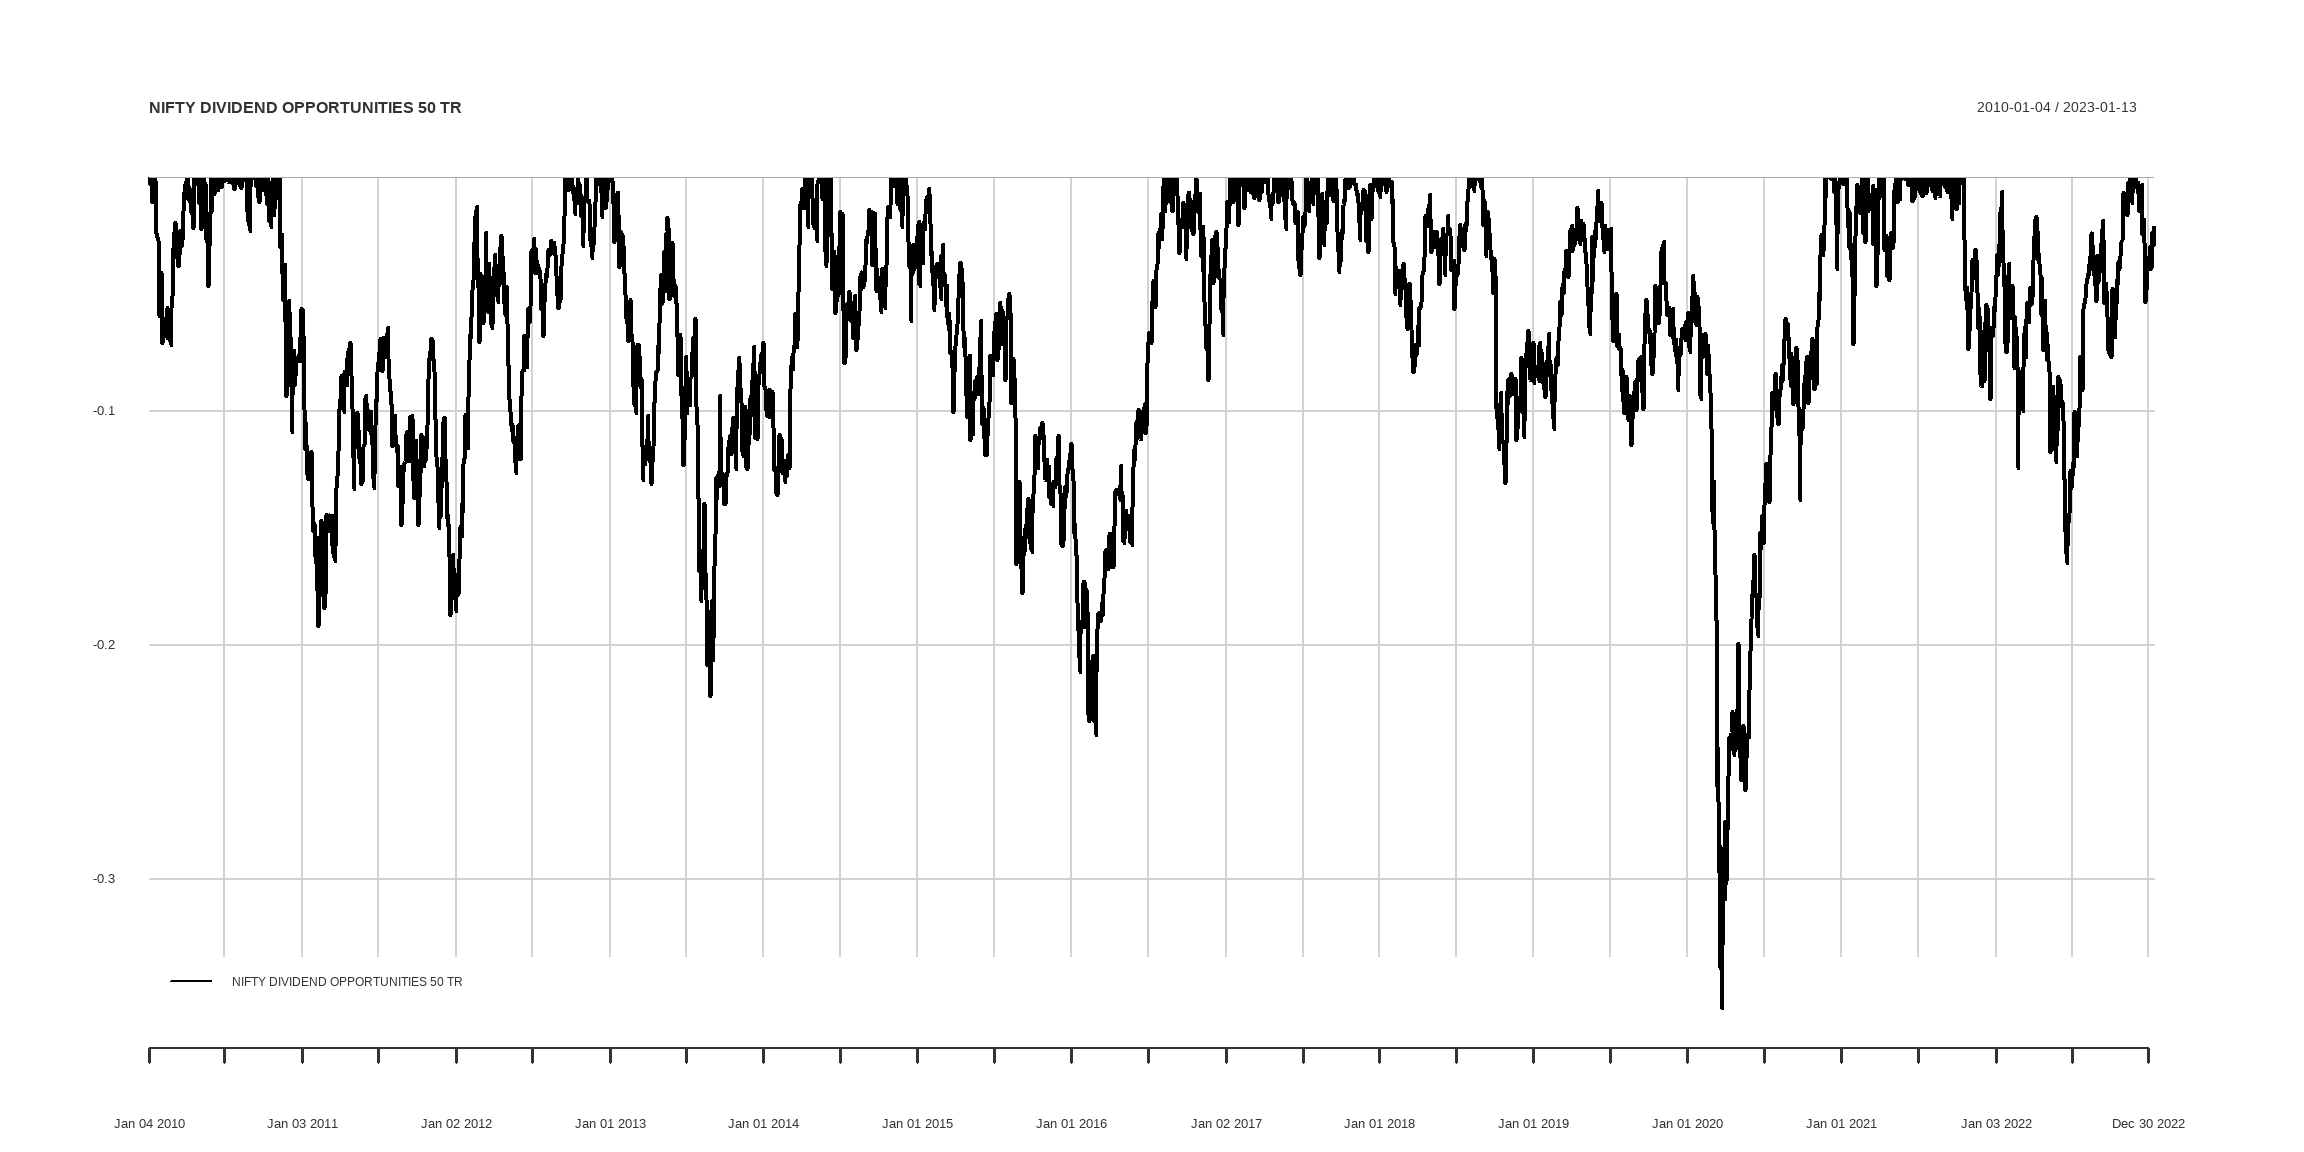 NIFTY DIVIDEND OPPORTUNITIES 50 TR
2010-01-04 / 2023-01-13
-0.1
-0.2
-0.3
NIFTY DIVIDEND OPPORTUNITIES 50 TR
Jan 04 2010
Jan 03 2011
Jan 02 2012
Jan 01 2013
Jan 01 2014
Jan 01 2015
Jan 01 2016
Jan 02 2017
Jan 01 2018
Jan 01 2019
Jan 01 2020
Jan 01 2021
Jan 03 2022
Dec 30 2022